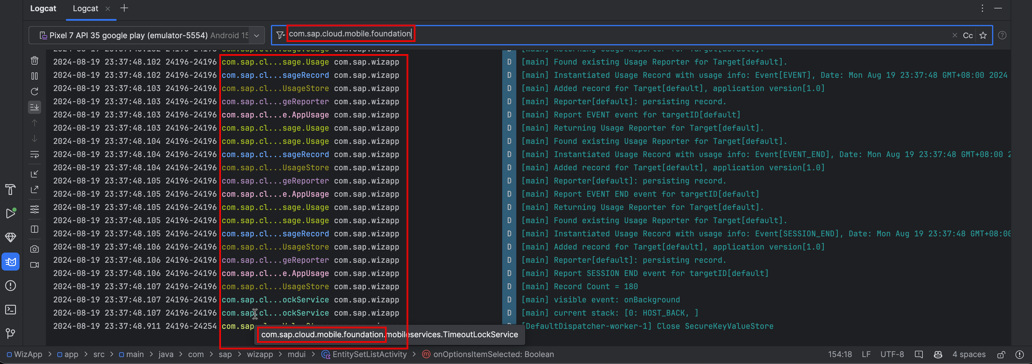 Logcat Logcat × +
Pixel 7 API 35 google play (emulator-5554) Android 15 com.sap.cloud.mobile.foundation × Cc
2024-08-19 23:37:48.102 24196-24196 com.sap.cl...sage.Usage com.sap.wizapp D [main] Found existing Usage Reporter for Target[default].
2024-08-19 23:37:48.102 24196-24196 com.sap.cl...sageRecord com.sap.wizapp D [main] Instantiated Usage Record with usage info: Event[EVENT], Date: Mon Aug 19 23:37:48 GMT+08:00 2024
2024-08-19 23:37:48.103 24196-24196 com.sap.cl...UsageStore com.sap.wizapp D [main] Added record for Target[default], application version[1.0]
2024-08-19 23:37:48.103 24196-24196 com.sap.cl...geReporter com.sap.wizapp D [main] Reporter[default]: persisting record.
2024-08-19 23:37:48.103 24196-24196 com.sap.cl...e.AppUsage com.sap.wizapp D [main] Report EVENT event for targetID[default]
2024-08-19 23:37:48.103 24196-24196 com.sap.cl...sage.Usage com.sap.wizapp D [main] Returning Usage Reporter for Target[default].
2024-08-19 23:37:48.104 24196-24196 com.sap.cl...sage.Usage com.sap.wizapp D [main] Found existing Usage Reporter for Target[default].
2024-08-19 23:37:48.104 24196-24196 com.sap.cl...sageRecord com.sap.wizapp D [main] Instantiated Usage Record with usage info: Event[EVENT_END], Date: Mon Aug 19 23:37:48 GMT+08:00 2
2024-08-19 23:37:48.104 24196-24196 com.sap.cl...UsageStore com.sap.wizapp D [main] Added record for Target[default], application version[1.0]
2024-08-19 23:37:48.105 24196-24196 com.sap.cl...geReporter com.sap.wizapp D [main] Reporter[default]: persisting record.
2024-08-19 23:37:48.105 24196-24196 com.sap.cl...e.AppUsage com.sap.wizapp D [main] Report EVENT END event for targetID[default]
2024-08-19 23:37:48.105 24196-24196 com.sap.cl...sage.Usage com.sap.wizapp D [main] Returning Usage Reporter for Target[default].
2024-08-19 23:37:48.105 24196-24196 com.sap.cl...sage.Usage com.sap.wizapp D [main] Found existing Usage Reporter for Target[default].
2024-08-19 23:37:48.105 24196-24196 com.sap.cl...sageRecord com.sap.wizapp D [main] Instantiated Usage Record with usage info: Event[SESSION_END], Date: Mon Aug 19 23:37:48 GMT+08:00
2024-08-19 23:37:48.106 24196-24196 com.sap.cl...UsageStore com.sap.wizapp D [main] Added record for Target[default], application version[1.0]
2024-08-19 23:37:48.106 24196-24196 com.sap.cl...geReporter com.sap.wizapp D [main] Reporter[default]: persisting record.
2024-08-19 23:37:48.106 24196-24196 com.sap.cl...e.AppUsage com.sap.wizapp D [main] Report SESSION END event for targetID[default]
2024-08-19 23:37:48.107 24196-24196 com.sap.cl...UsageStore com.sap.wizapp D [main] Record Count = 180
2024-08-19 23:37:48.107 24196-24196 com.sap.cl...ockService com.sap.wizapp D [main] visible event: onBackground
2024-08-19 23:37:48.107 24196-24196 com.sap.cl...ockService com.sap.wizapp D [main] current stack: [0: HOST_BACK, ]
2024-08-19 23:37:48.911 24196-24254 com.sap [DefaultDispatcher-worker-1] Close SecureKeyValueStore
com.sap.cloud.mobile.foundation.mobileservices.TimeoutLockService
WizApp > app > src > main > java > com > sap > wizapp > mdui > EntitySetListActivity > onOptionsItemSelected: Boolean 154:18 LF UTF-8 4 spaces